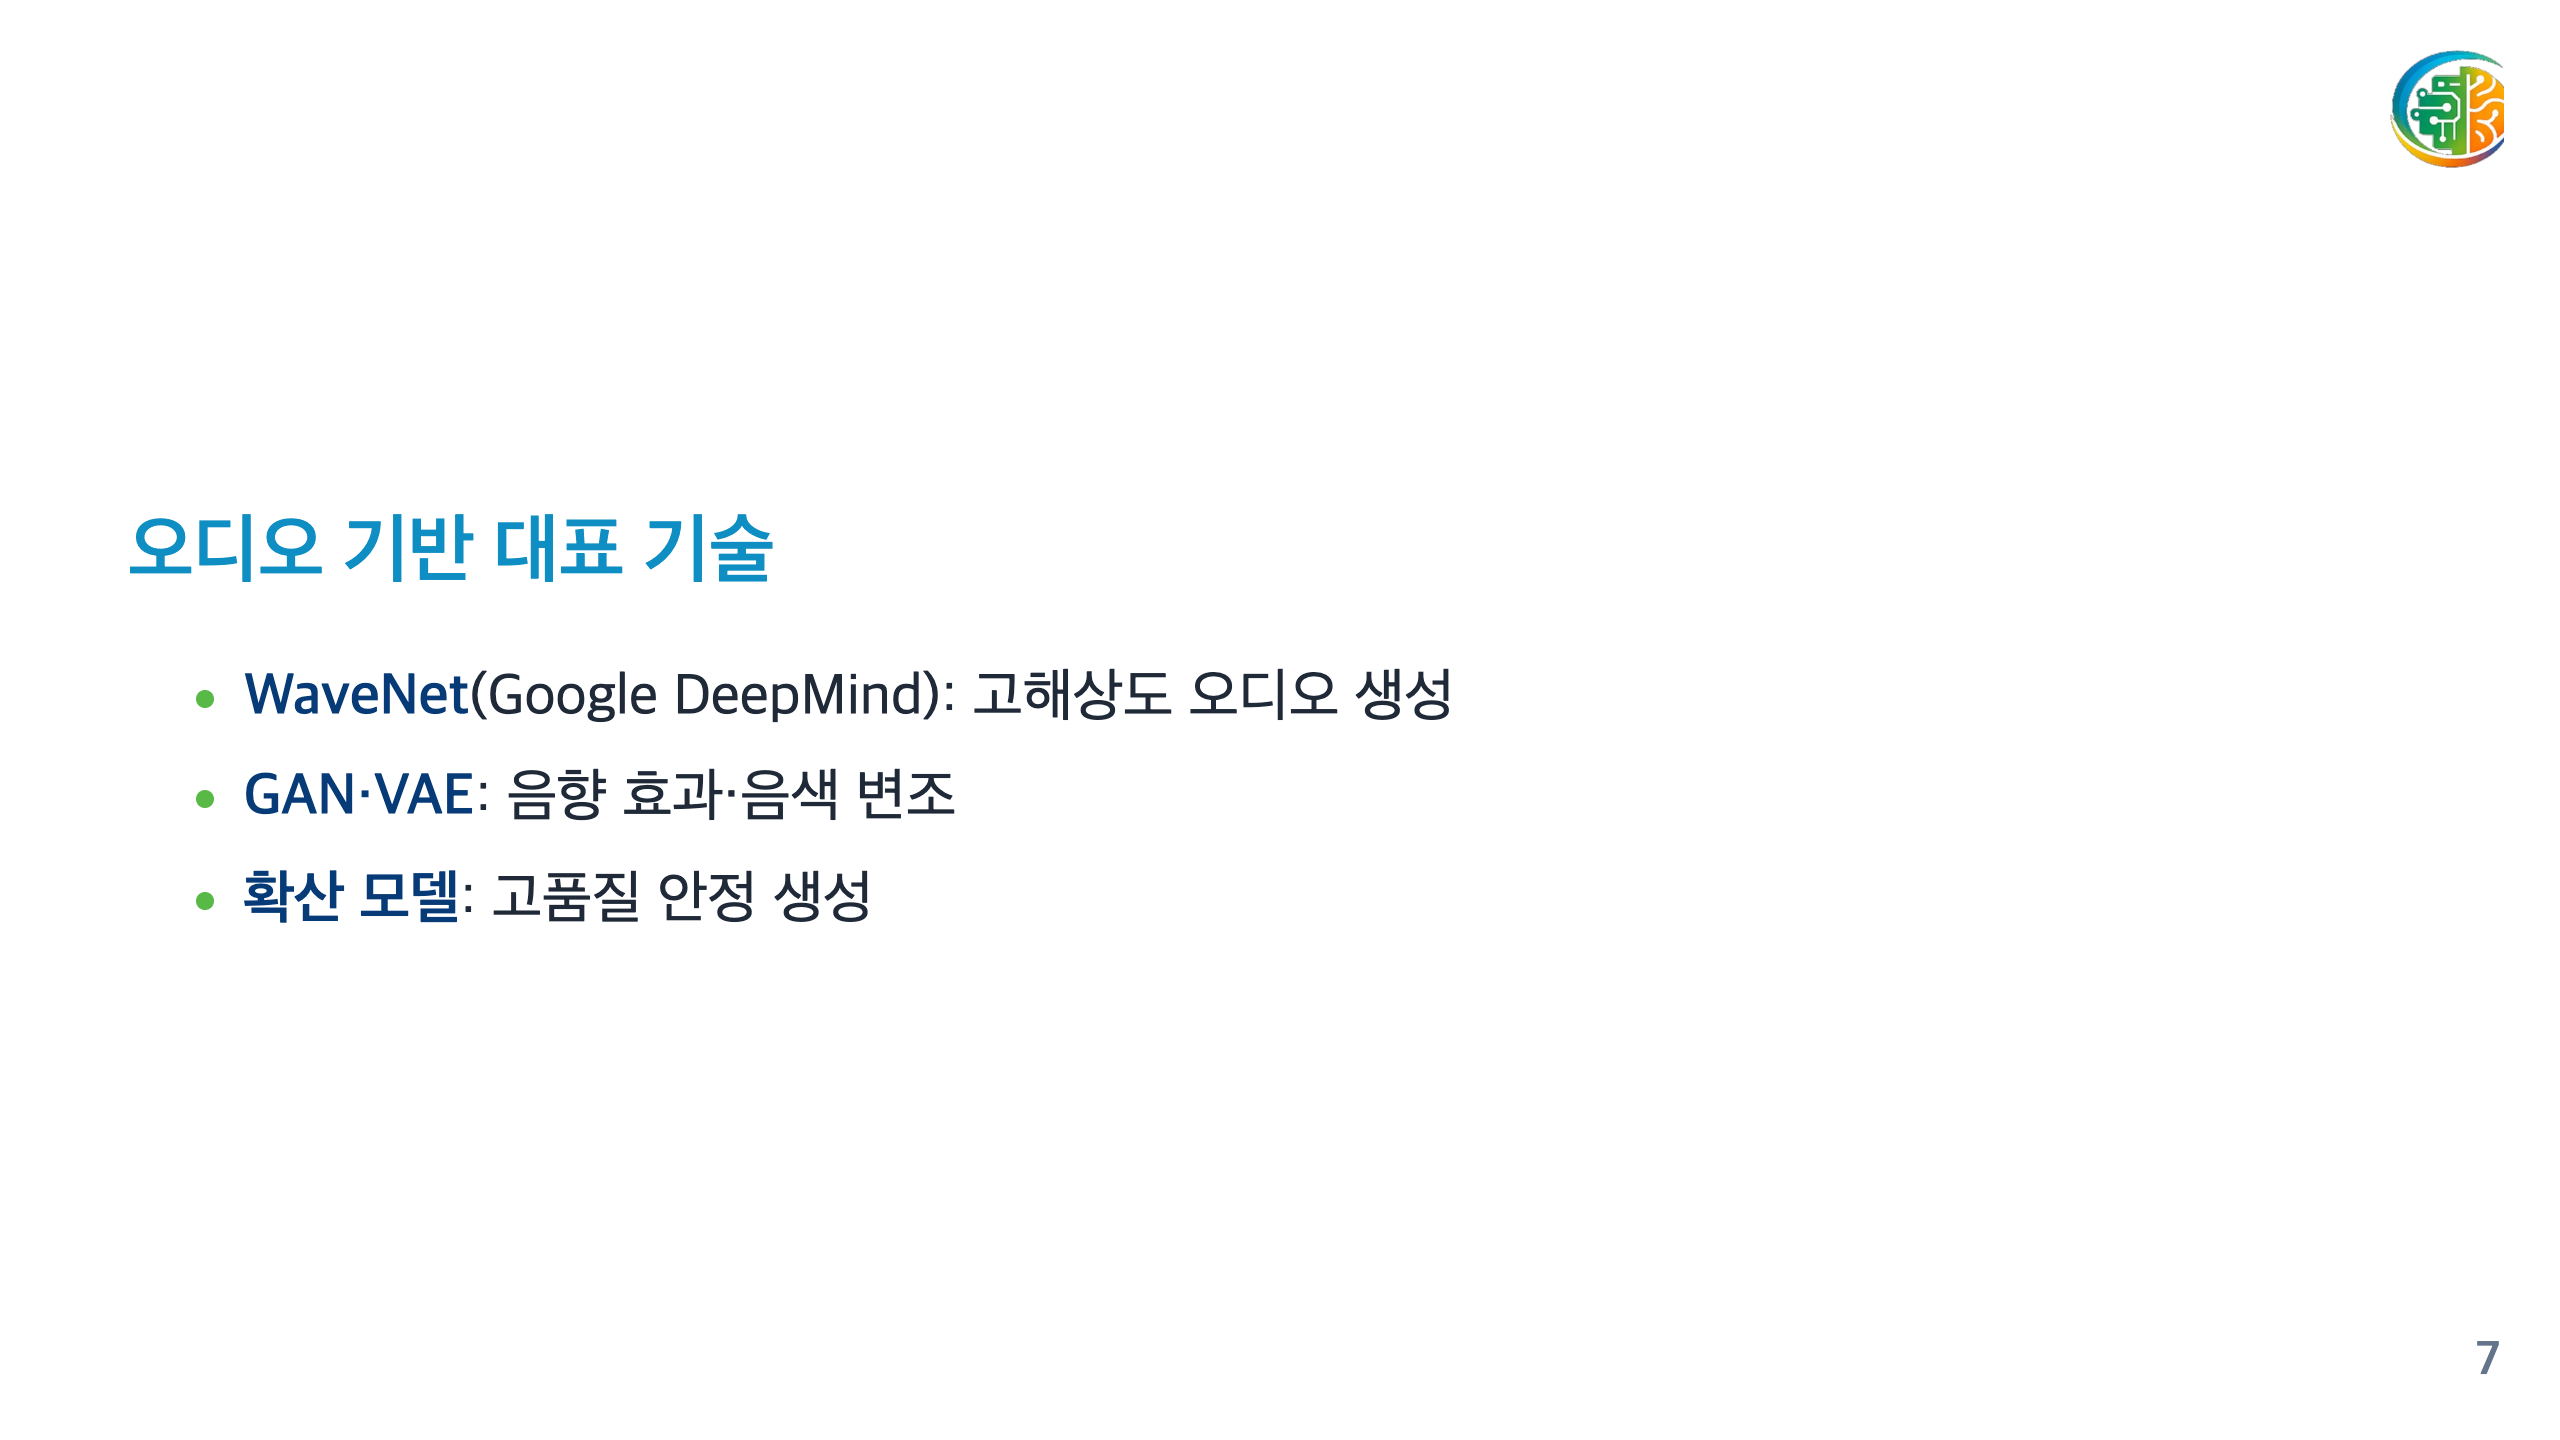 오디오 기반 대표 기술
• WaveNet(Google DeepMind): 고해상도 오디오 생성
• GAN·VAE: 음향 효과·음색 변조
• 확산 모델: 고품질 안정 생성
7